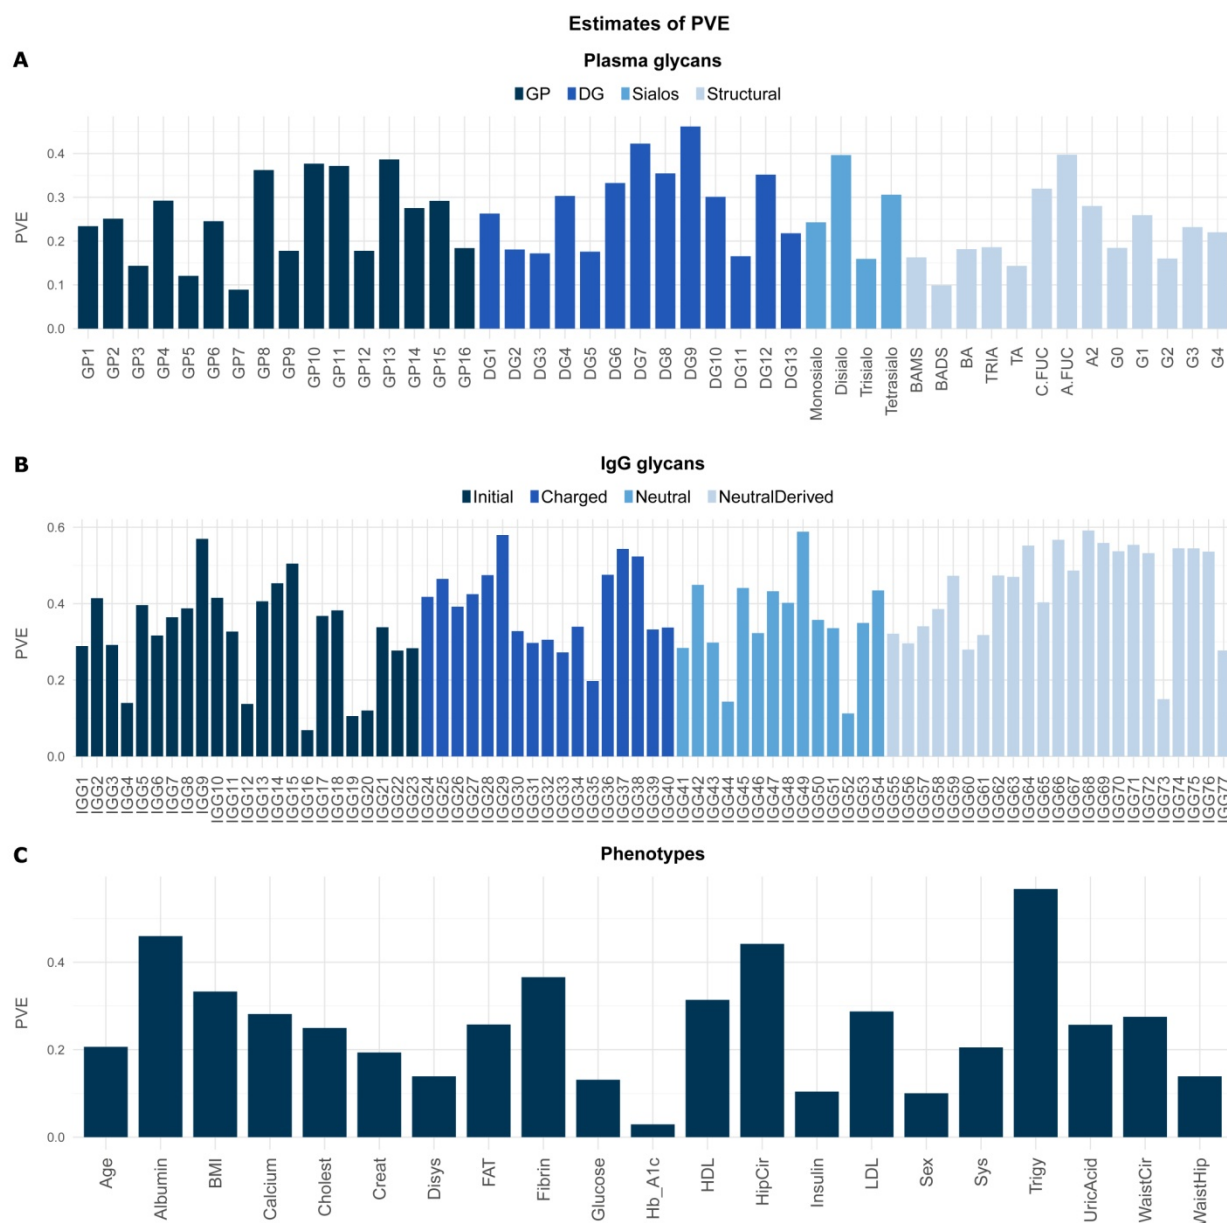 Estimates of PVE
A
Plasma glycans
GP DG Sialos Structural
PVE
0.4
0.3
0.2
0.1
0.0
GP1 GP2 GP3 GP4 GP5 GP6 GP7 GP8 GP9 GP10 GP11 GP12 GP13 GP14 GP15 GP16 DG1 DG2 DG3 DG4 DG5 DG6 DG7 DG8 DG9 DG10 DG11 DG12 DG13 Monosialo Disialo Trisialo Tetrasialo BAMS BADS BA TRIA TA C.FUC A.FUC A2 G0 G1 G2 G3 G4
B
IgG glycans
Initial Charged Neutral NeutralDerived
PVE
0.6
0.4
0.2
0.0
IGG1 IGG2 IGG3 IGG4 IGG5 IGG6 IGG7 IGG8 IGG9 IGG10 IGG11 IGG12 IGG13 IGG14 IGG15 IGG16 IGG17 IGG18 IGG19 IGG20 IGG21 IGG22 IGG23 IGG24 IGG25 IGG26 IGG27 IGG28 IGG29 IGG30 IGG31 IGG32 IGG33 IGG34 IGG35 IGG36 IGG37 IGG38 IGG39 IGG40 IGG41 IGG42 IGG43 IGG44 IGG45 IGG46 IGG47 IGG48 IGG49 IGG50 IGG51 IGG52 IGG53 IGG54 IGG55 IGG56 IGG57 IGG58 IGG59 IGG60 IGG61 IGG62 IGG63 IGG64 IGG65 IGG66 IGG67 IGG68 IGG69 IGG70 IGG71 IGG72 IGG73 IGG74 IGG75 IGG76 IGG77
C
Phenotypes
PVE
0.4
0.2
0.0
Age Albumin BMI Calcium Cholest Creat Disys FAT Fibrin Glucose Hb_A1c HDL HipCir Insulin LDL Sex Sys Trigy UricAcid WaistCir WaistHip